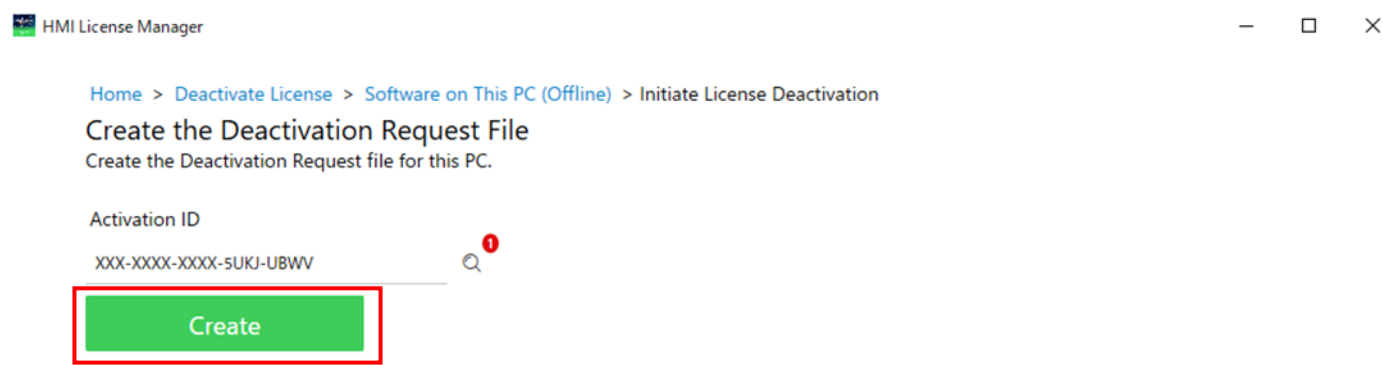 HMI License Manager
Home > Deactivate License > Software on This PC (Offline) > Initiate License Deactivation
Create the Deactivation Request File
Create the Deactivation Request file for this PC.
Activation ID
1
XXX-XXXX-XXXX-5UKJ-UBWV
Create